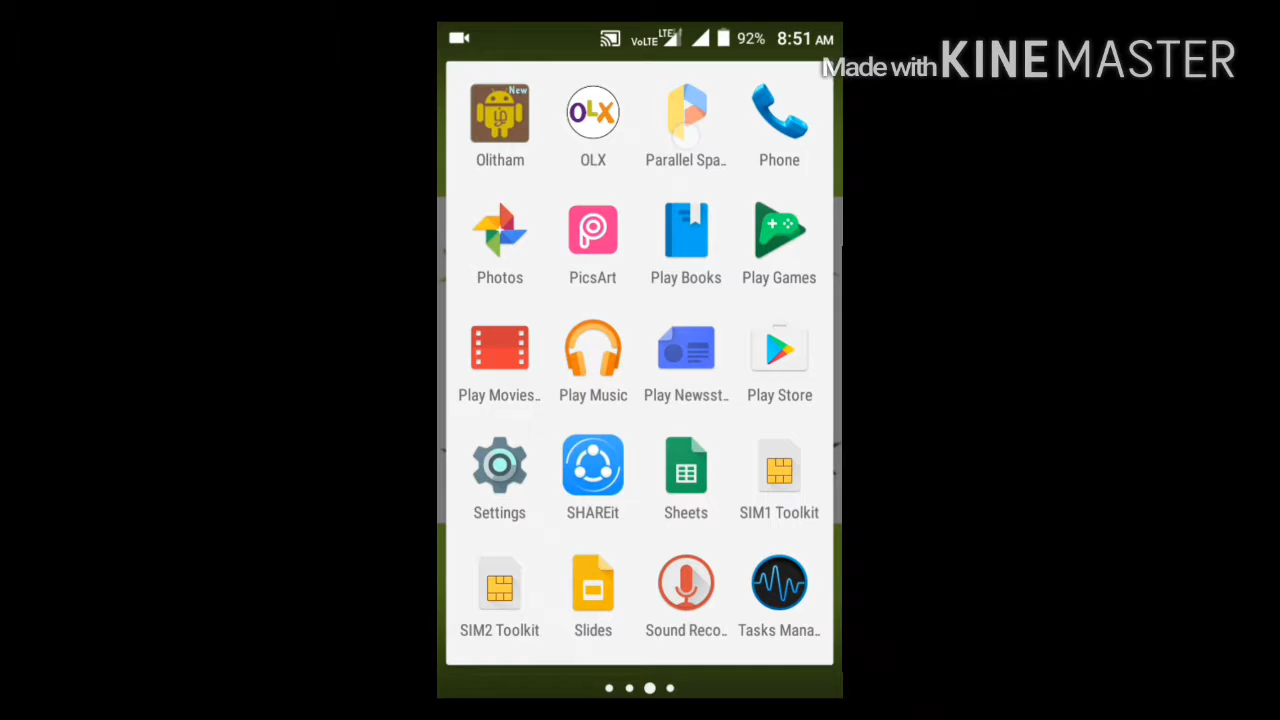 VoLTE LTE 92% 8:51 AM
Made with KINEMASTER
New
OLX
Olitham OLX Parallel Spa.. Phone
Photos PicsArt Play Books Play Games
Play Movies.. Play Music Play Newsst.. Play Store
Settings SHAREit Sheets SIM1 Toolkit
SIM2 Toolkit Slides Sound Reco.. Tasks Mana..